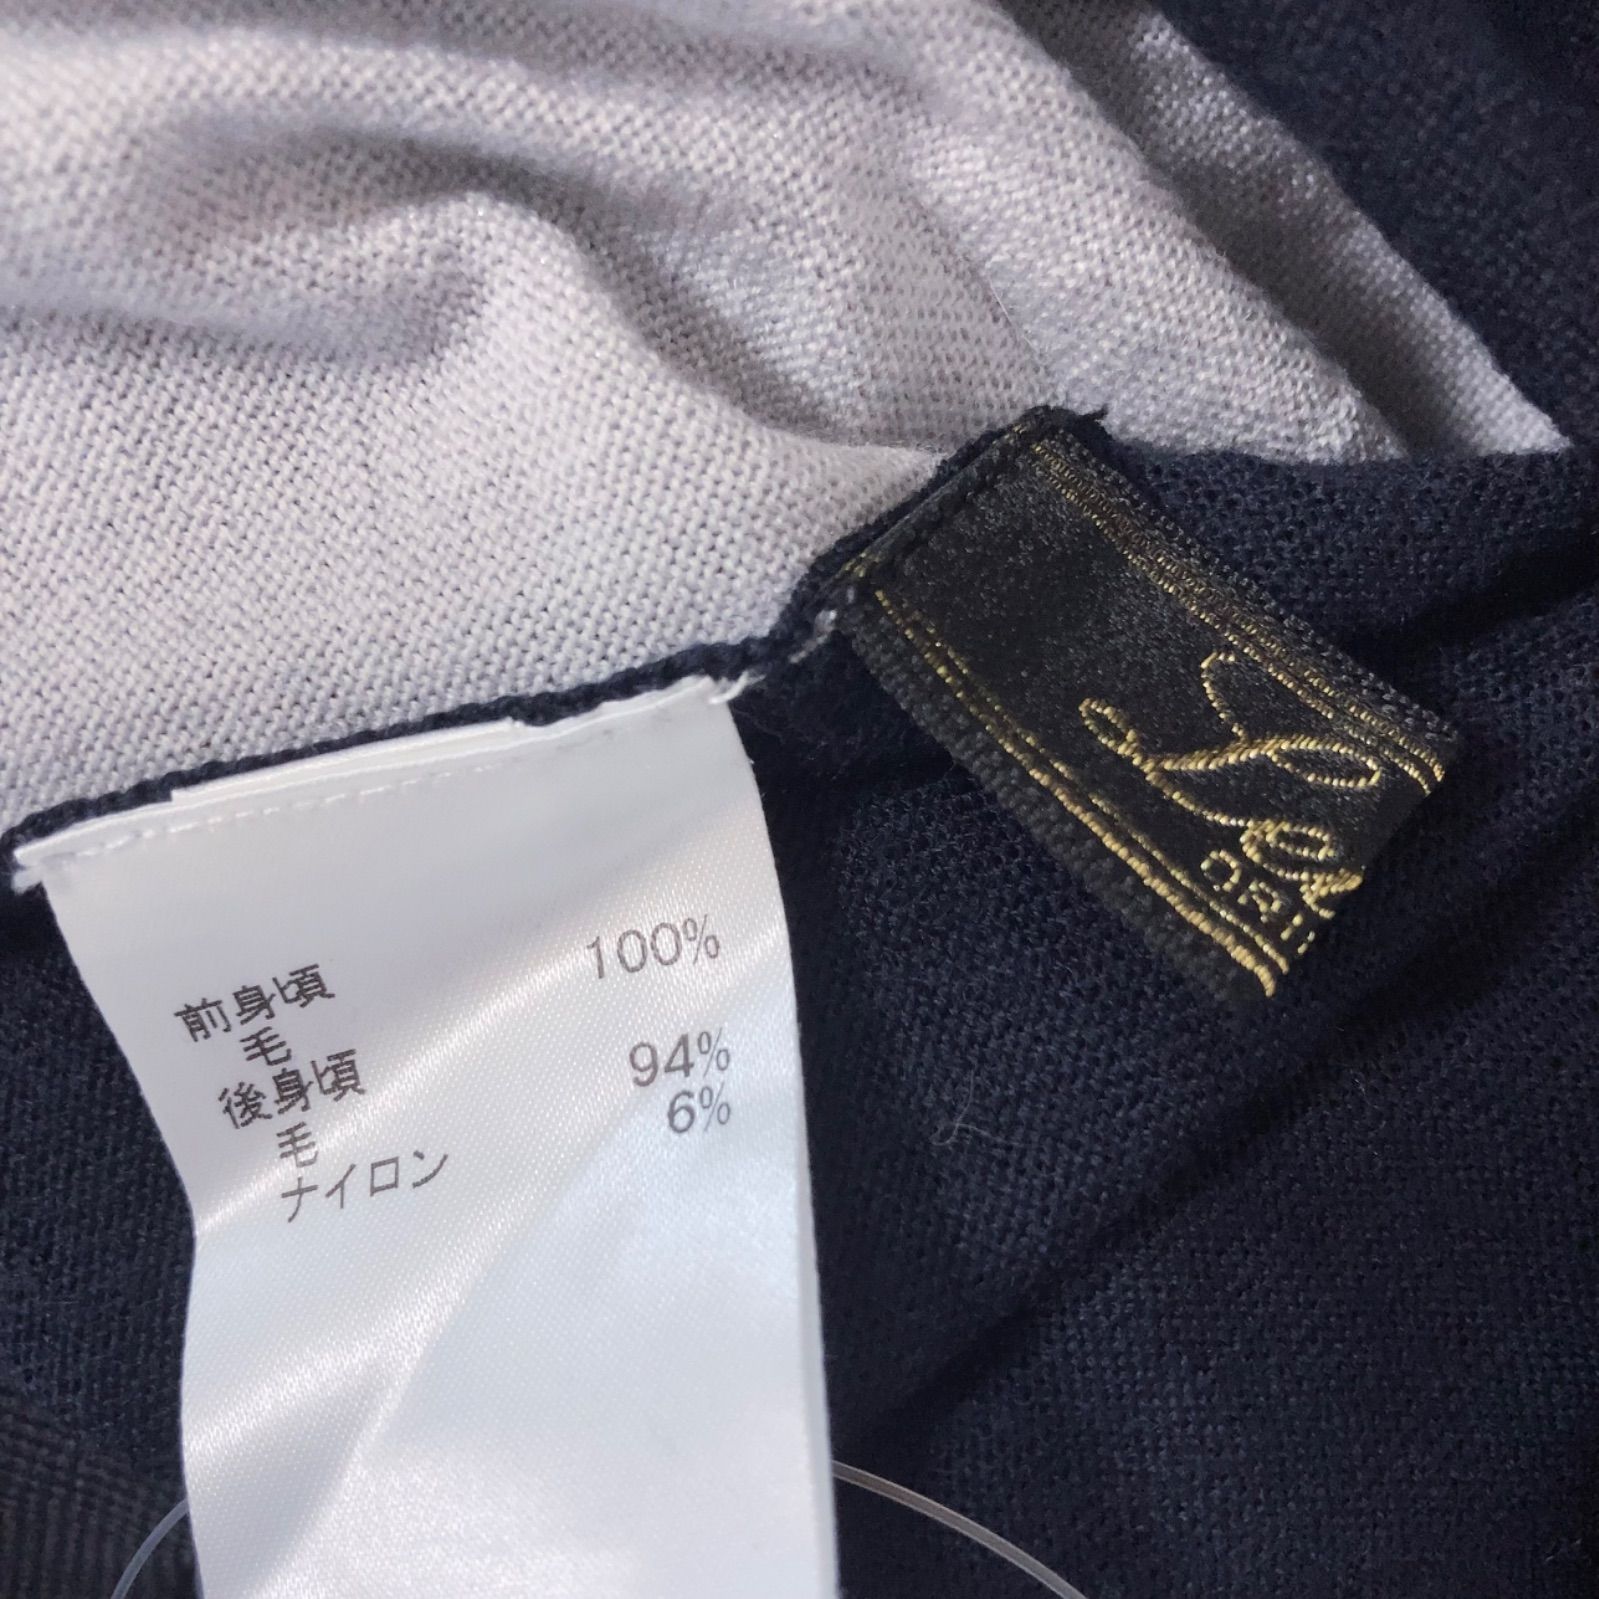 前身頃
毛 100%
後身頃
毛 94%
ナイロン 6%